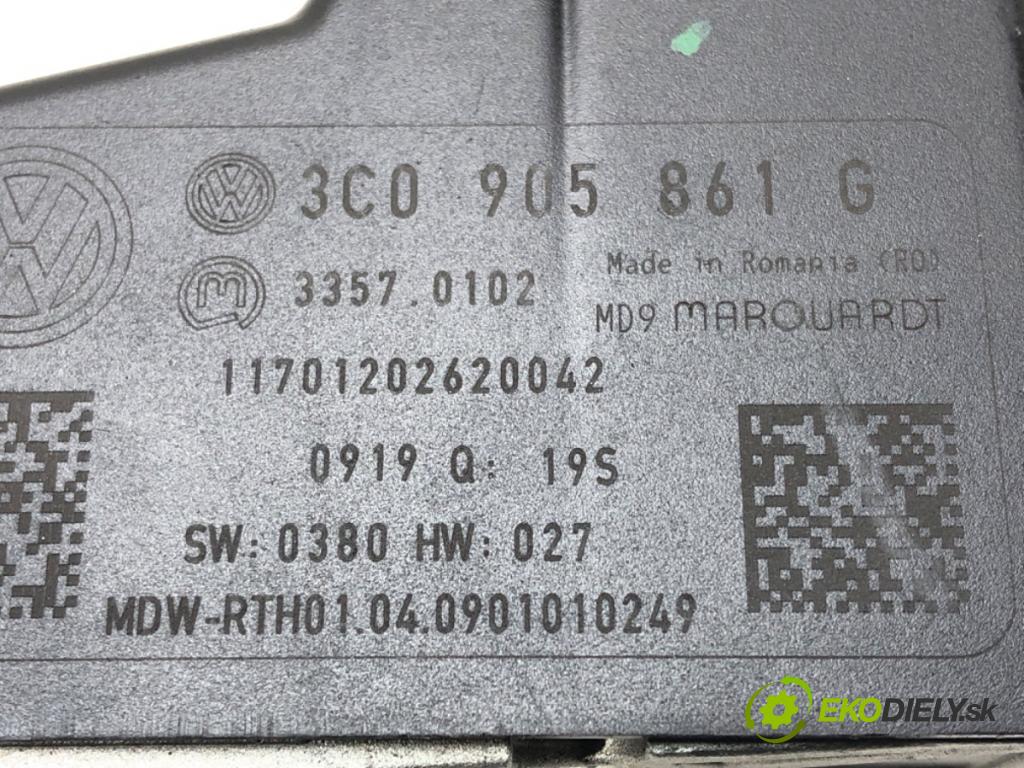 3C0 905 861 G
3357.0102
Made in Romania (RO)
MD9 MARQUARDT
11701202620042
0919 Q: 19S
SW:0380 HW:027
MDW-RTH01.04.0901010249
EKODIELY.sk